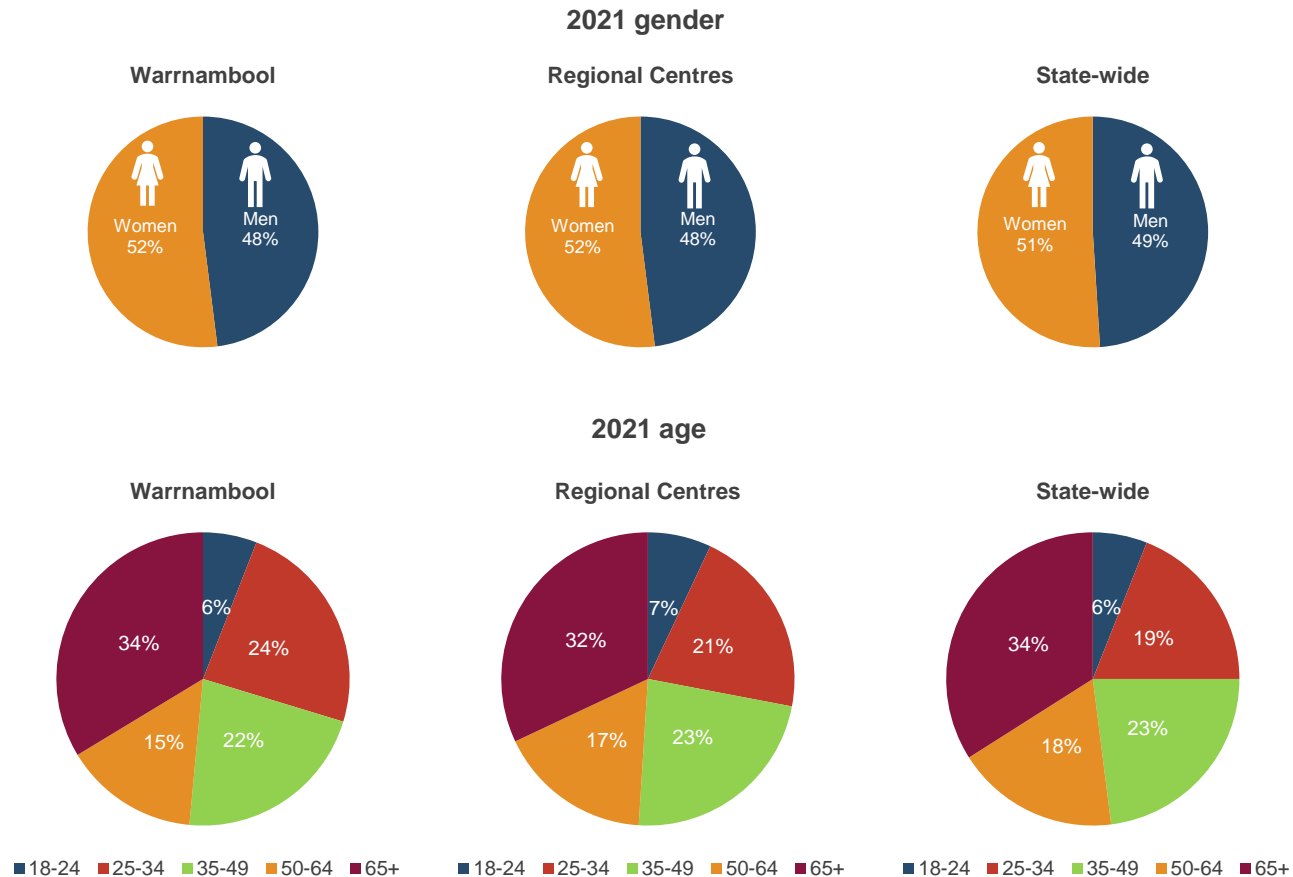 2021 gender
Warrnambool
Regional Centres
State-wide
Women
52%
Men
48%
Women
52%
Men
48%
Women
51%
Men
49%
2021 age
Warrnambool
Regional Centres
State-wide
6%
24%
22%
15%
34%
7%
21%
23%
17%
32%
6%
19%
23%
18%
34%
18-24 25-34 35-49 50-64 65+
18-24 25-34 35-49 50-64 65+
18-24 25-34 35-49 50-64 65+